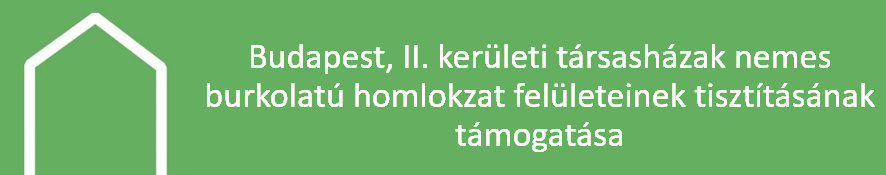 Budapest, II. kerületi társasházak nemes
burkolatú homlokzat felületeinek tisztításának
támogatása